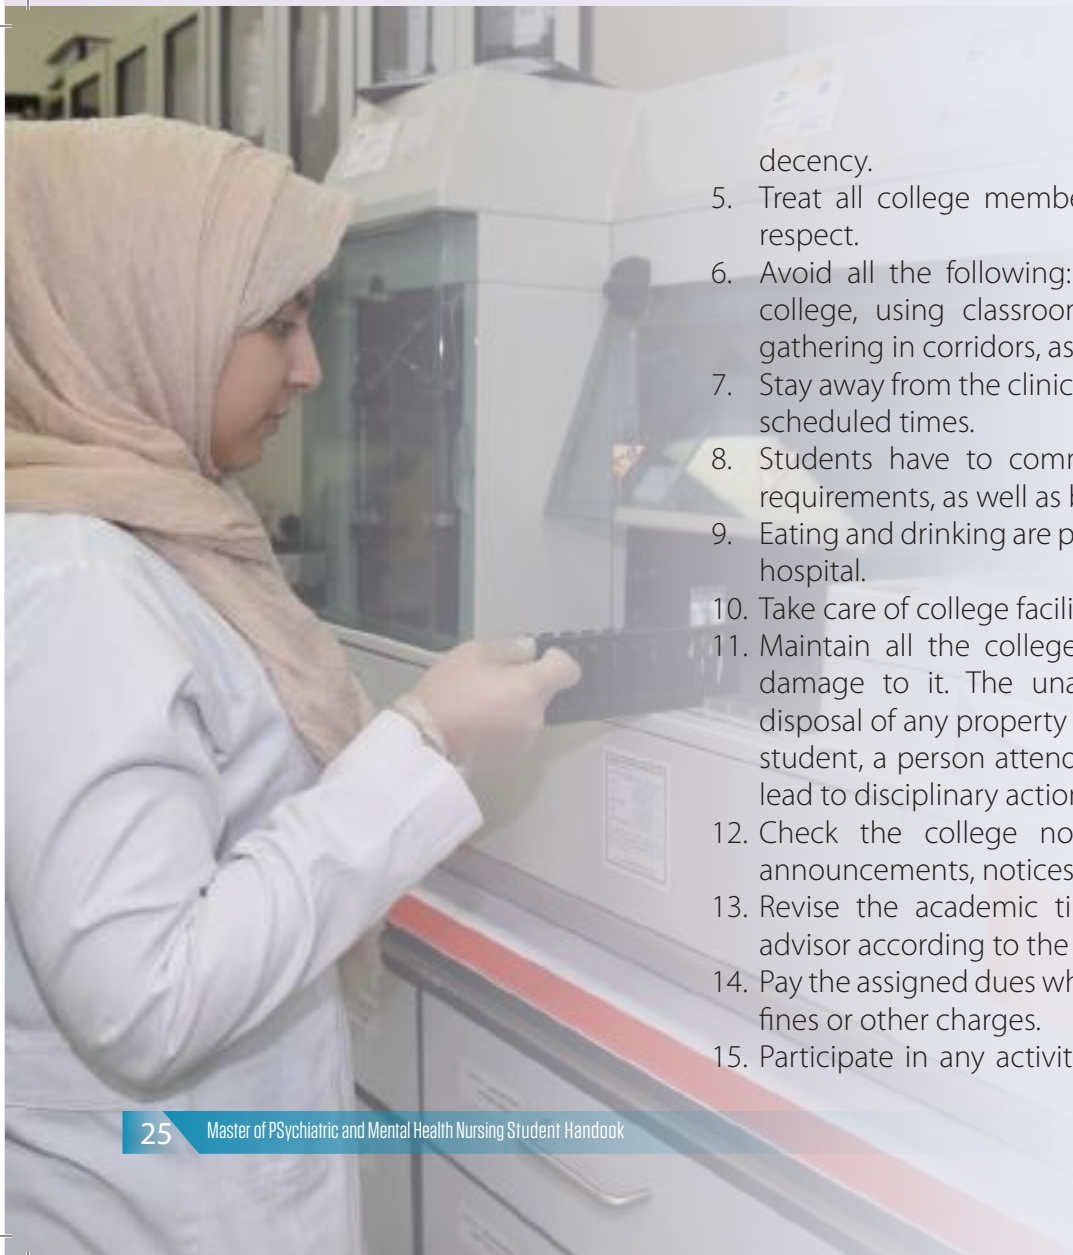 decency.
5. Treat all college membe
respect.
6. Avoid all the following:
college, using classroor
gathering in corridors, as
7. Stay away from the clinic
scheduled times.
8. Students have to comm
requirements, as well as b
9. Eating and drinking are p
hospital.
10. Take care of college facili
11. Maintain all the college
damage to it. The una
disposal of any property
student, a person attend
lead to disciplinary action
12. Check the college no
announcements, notices
13. Revise the academic ti
advisor according to the
14. Pay the assigned dues wh
fines or other charges.
15. Participate in any activit
25 Master of PSychiatric and Mental Health Nursing Student Handook